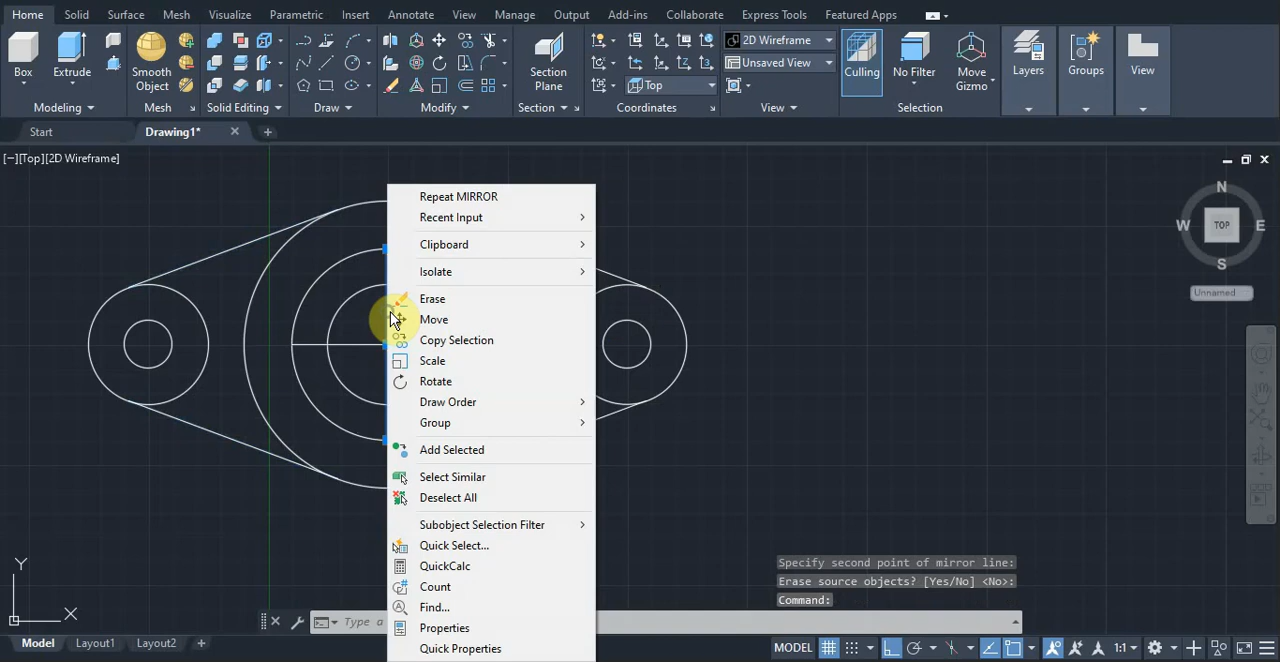 Home Solid Surface Mesh Visualize Parametric Insert Annotate View Manage Output Add-ins Collaborate Express Tools Featured Apps
Box Extrude Smooth Object Section Plane 2D Wireframe Unsaved View Top Culling No Filter Move Gizmo Layers Groups View
Modeling Mesh Solid Editing Draw Modify Section Coordinates View Selection
Start Drawing1*
[−][Top][2D Wireframe]
N
W TOP E
S
Unnamed
Repeat MIRROR
Recent Input
Clipboard
Isolate
Erase
Move
Copy Selection
Scale
Rotate
Draw Order
Group
Add Selected
Select Similar
Deselect All
Subobject Selection Filter
Quick Select...
QuickCalc
Count
Find...
Properties
Quick Properties
Specify second point of mirror line:
Erase source objects? [Yes/No] <No>:
Command:
Type a
Y
X
Model Layout1 Layout2 MODEL 1:1